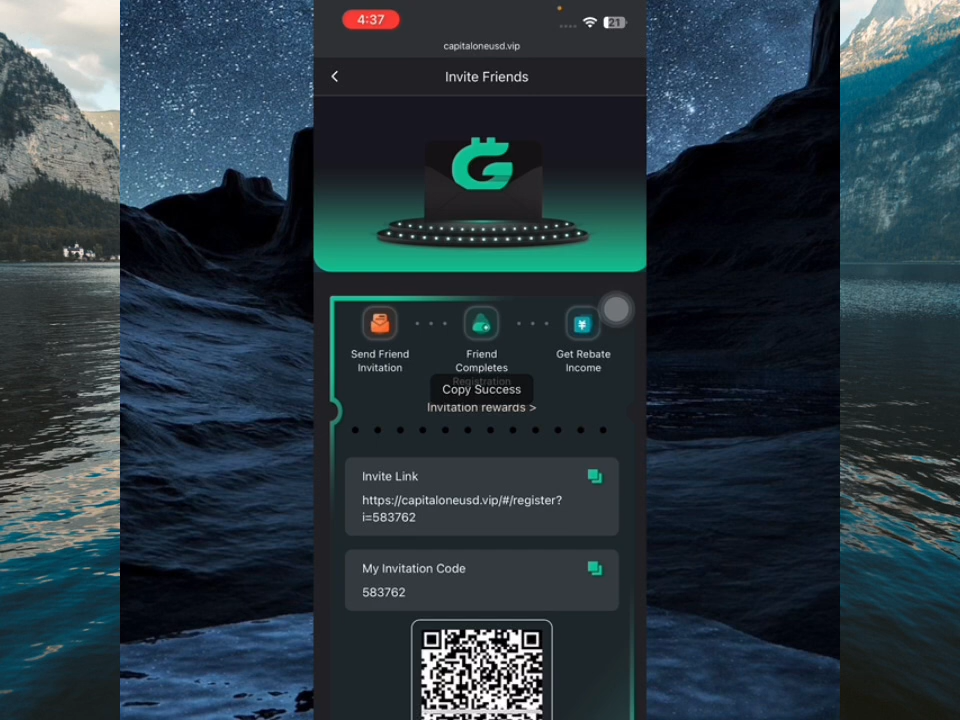 4:37
21
capitaloneusd.vip
Invite Friends
Send Friend
Invitation
Friend
Completes
Registration
Get Rebate
Income
Copy Success
Invitation rewards >
Invite Link
https://capitaloneusd.vip/#/register?
i=583762
My Invitation Code
583762